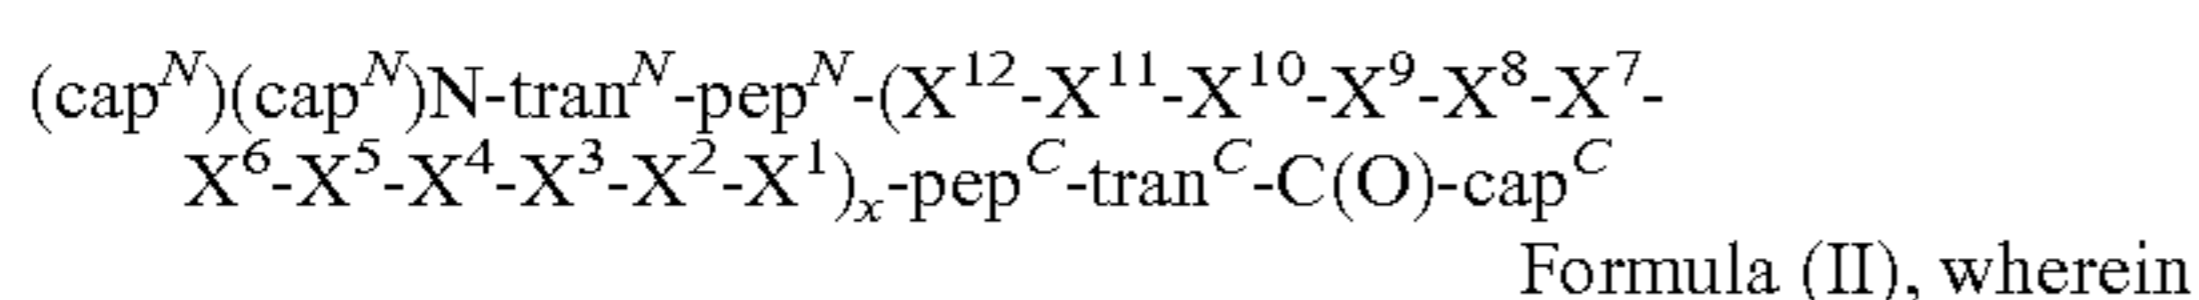 (cap^N)(cap^N)N-tran^N-pep^N-(X^12-X^11-X^10-X^9-X^8-X^7-
X^6-X^5-X^4-X^3-X^2-X^1)_x-pep^C-tran^C-C(O)-cap^C
Formula (II), wherein